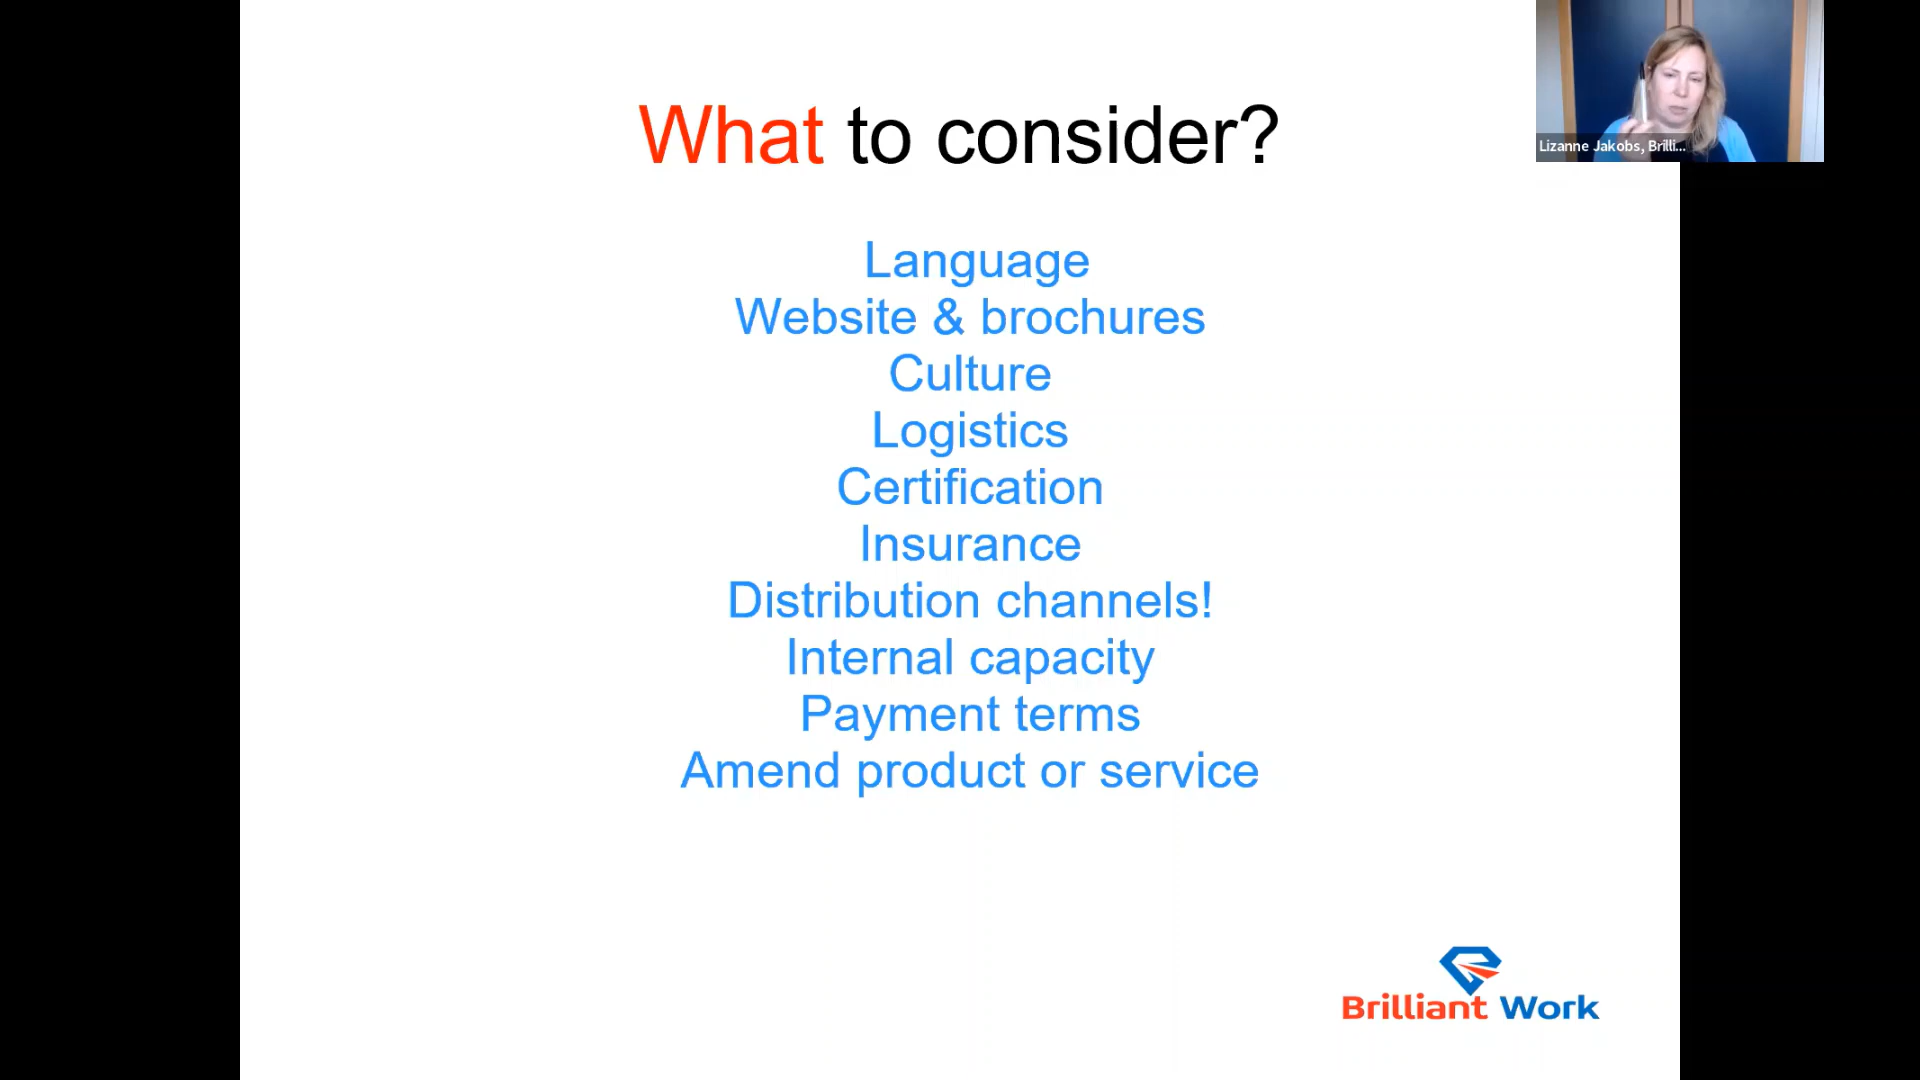 What to consider?
Lizanne Jakobs, Brilli...
Language
Website & brochures
Culture
Logistics
Certification
Insurance
Distribution channels!
Internal capacity
Payment terms
Amend product or service
Brilliant Work